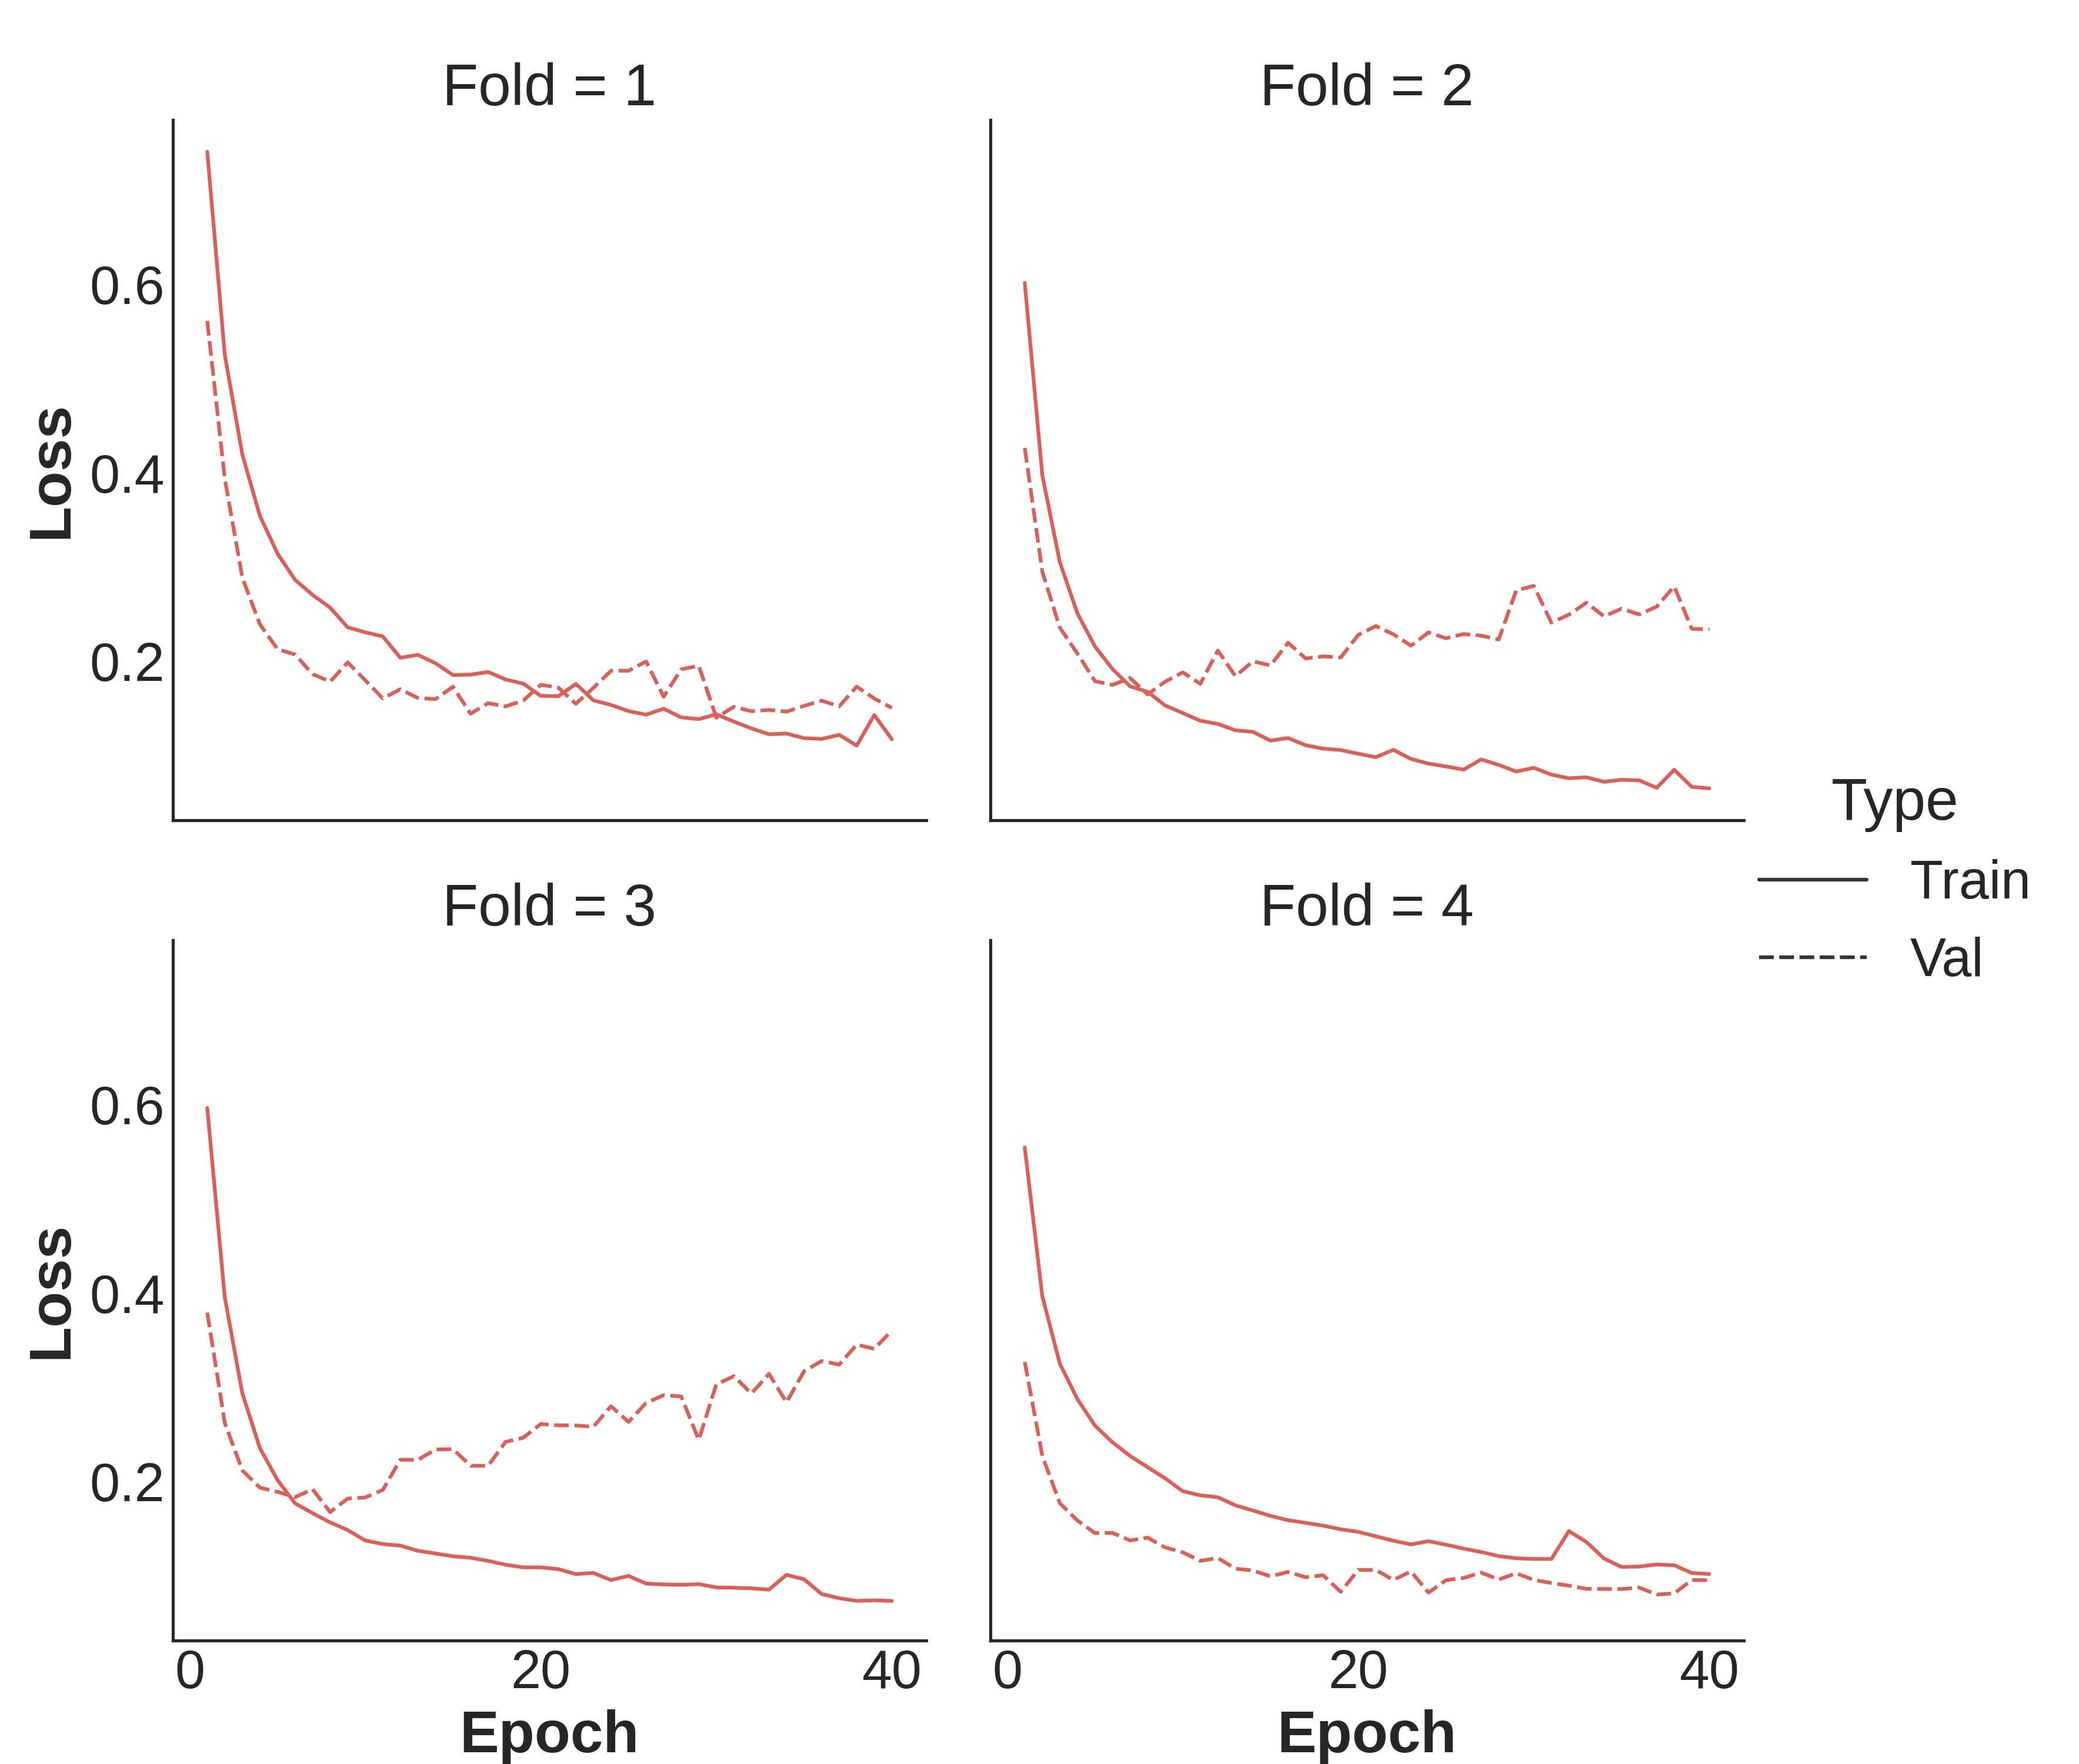 Fold = 1
Fold = 2
Loss
0.6
0.4
0.2
Type
Train
Val
Fold = 3
Fold = 4
Loss
0.6
0.4
0.2
0
20
40
0
20
40
Epoch
Epoch